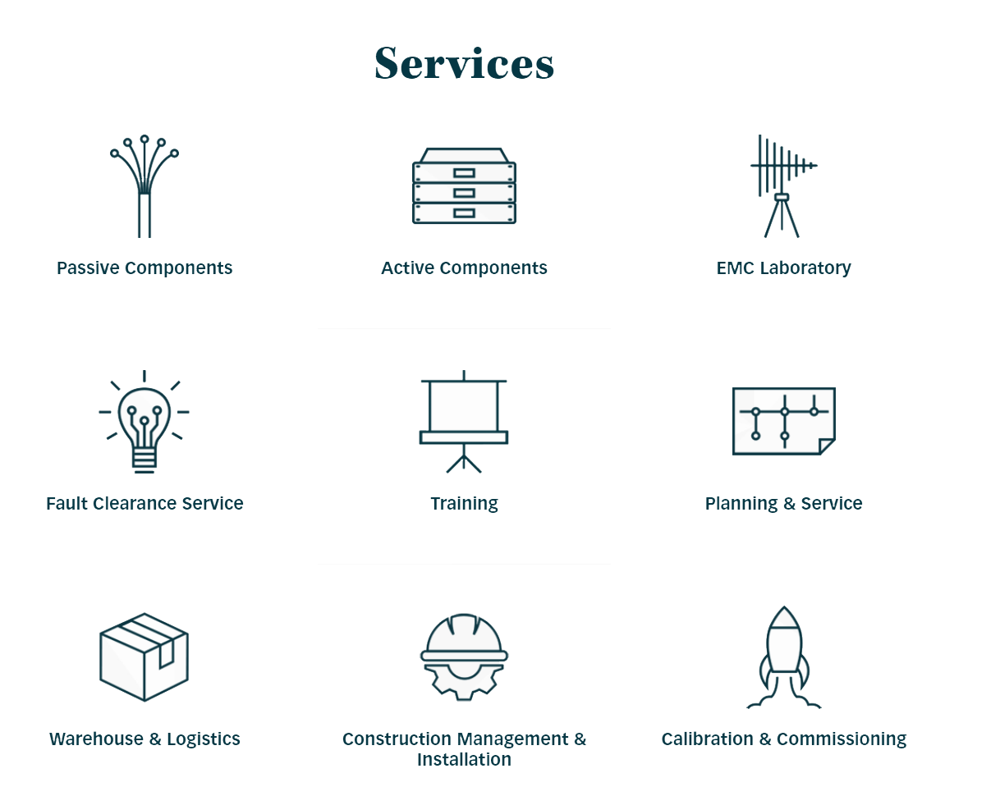 Services
Passive Components
Active Components
EMC Laboratory
Fault Clearance Service
Training
Planning & Service
Warehouse & Logistics
Construction Management &
Installation
Calibration & Commissioning